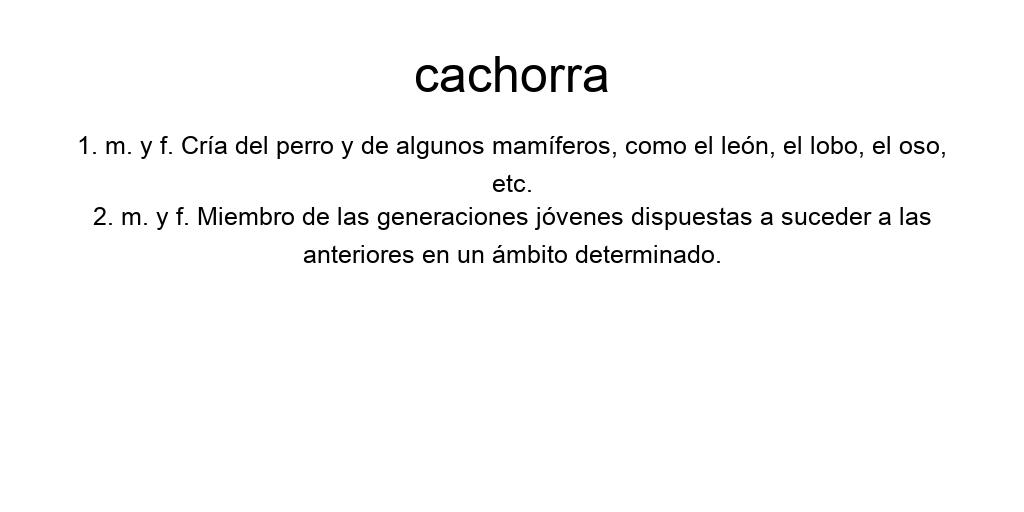 cachorra
1. m. y f. Cría del perro y de algunos mamíferos, como el león, el lobo, el oso,
etc.
2. m. y f. Miembro de las generaciones jóvenes dispuestas a suceder a las
anteriores en un ámbito determinado.